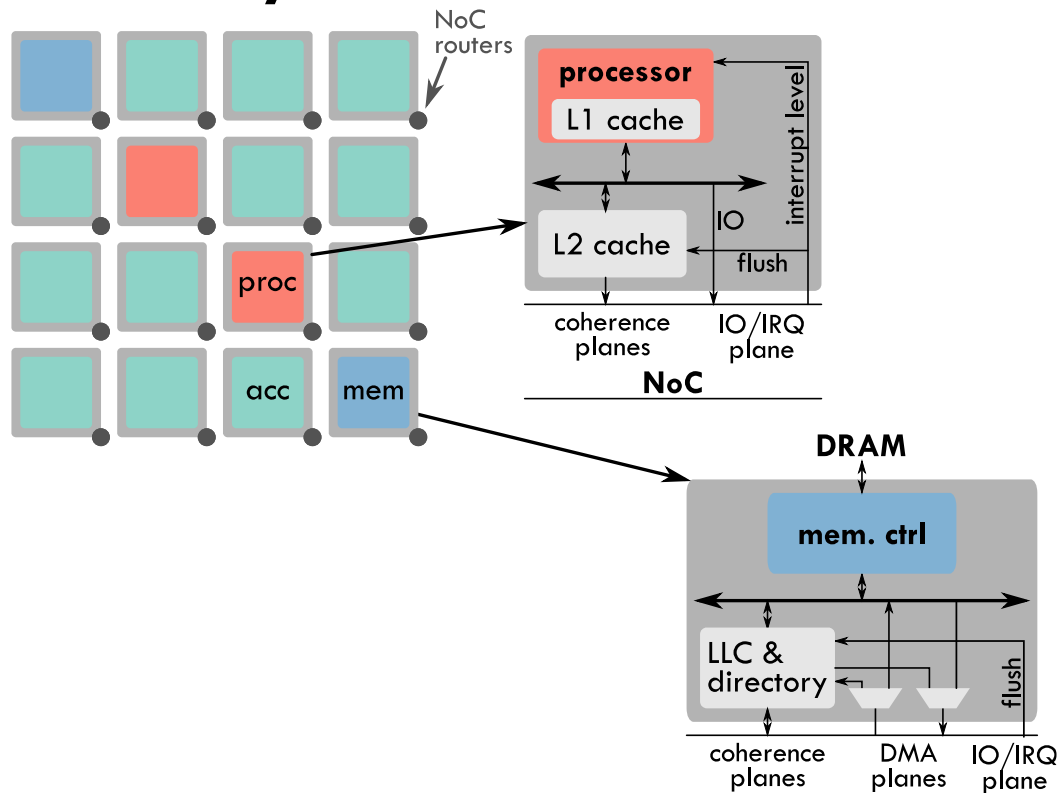 NoC
routers
proc
acc
mem
processor
L1 cache
interrupt level
IO
L2 cache
flush
coherence
planes
IO/IRQ
plane
NoC
DRAM
mem. ctrl
LLC &
directory
flush
coherence
planes
DMA
planes
IO/IRQ
plane